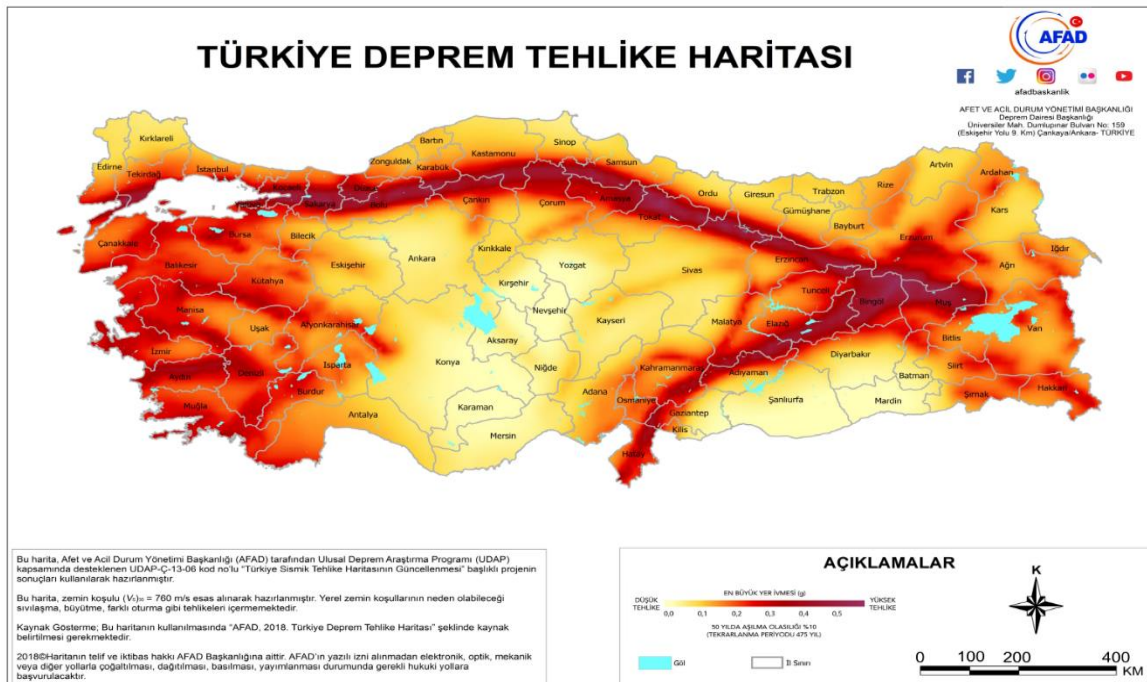 TÜRKİYE DEPREM TEHLİKE HARİTASI
AFAD
afadbaskanlik
AFET VE ACİL DURUM YÖNETİMİ BAŞKANLIĞI
Deprem Dairesi Başkanlığı
Üniversiler Mah. Dumlupınar Bulvarı No: 159
(Eskişehir Yolu 9. Km) Çankaya/Ankara- TÜRKİYE
Kırklareli
Edirne
Tekirdağ
İstanbul
Kocaeli
Yalova
Sakarya
Düzce
Bolu
Zonguldak
Bartın
Karabük
Kastamonu
Sinop
Samsun
Çankırı
Çorum
Amasya
Tokat
Ordu
Giresun
Trabzon
Gümüşhane
Rize
Bayburt
Artvin
Ardahan
Kars
Erzurum
Iğdır
Ağrı
Çanakkale
Balıkesir
Bursa
Bilecik
Kütahya
Eskişehir
Ankara
Kırıkkale
Yozgat
Kırşehir
Nevşehir
Sivas
Kayseri
Erzincan
Tunceli
Bingöl
Muş
Elazığ
Malatya
Bitlis
Van
Manisa
Uşak
Afyonkarahisar
İzmir
Aydın
Denizli
Isparta
Burdur
Muğla
Antalya
Konya
Aksaray
Niğde
Karaman
Mersin
Adana
Kahramanmaraş
Osmaniye
Adıyaman
Gaziantep
Kilis
Hatay
Şanlıurfa
Diyarbakır
Batman
Mardin
Siirt
Şırnak
Hakkari
Bu harita, Afet ve Acil Durum Yönetimi Başkanlığı (AFAD) tarafından Ulusal Deprem Araştırma Programı (UDAP)
kapsamında desteklenen UDAP-Ç-13-06 kod no'lu "Türkiye Sismik Tehlike Haritasının Güncellenmesi" başlıklı projenin
sonuçları kullanılarak hazırlanmıştır.
Bu harita, zemin koşulu (Vs)30 = 760 m/s esas alınarak hazırlanmıştır. Yerel zemin koşullarının neden olabileceği
sıvılaşma, büyütme, farklı oturma gibi tehlikeleri içermemektedir.
Kaynak Gösterme; Bu haritanın kullanılmasında "AFAD, 2018. Türkiye Deprem Tehlike Haritası" şeklinde kaynak
belirtilmesi gerekmektedir.
2018©Haritanın telif ve iktibas hakkı AFAD Başkanlığına aittir. AFAD'ın yazılı izni alınmadan elektronik, optik, mekanik
veya diğer yollarla çoğaltılması, dağıtılması, basılması, yayımlanması durumunda gerekli hukuki yollara
başvurulacaktır.
AÇIKLAMALAR
EN BÜYÜK YER İVMESİ (g)
DÜŞÜK TEHLİKE
YÜKSEK TEHLİKE
0,0 0,1 0,2 0,3 0,4 0,5
50 YILDA AŞILMA OLASILIĞI %10
(TEKRARLANMA PERİYODU 475 YIL)
Göl
İl Sınırı
K
0 100 200 400
KM